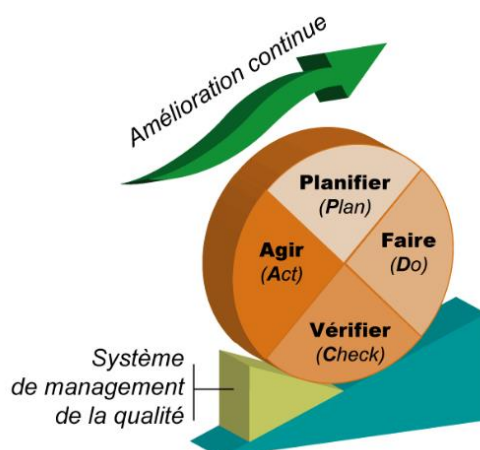 Amélioration continue
Planifier
(Plan)
Agir
(Act)
Faire
(Do)
Vérifier
(Check)
Système
de management
de la qualité